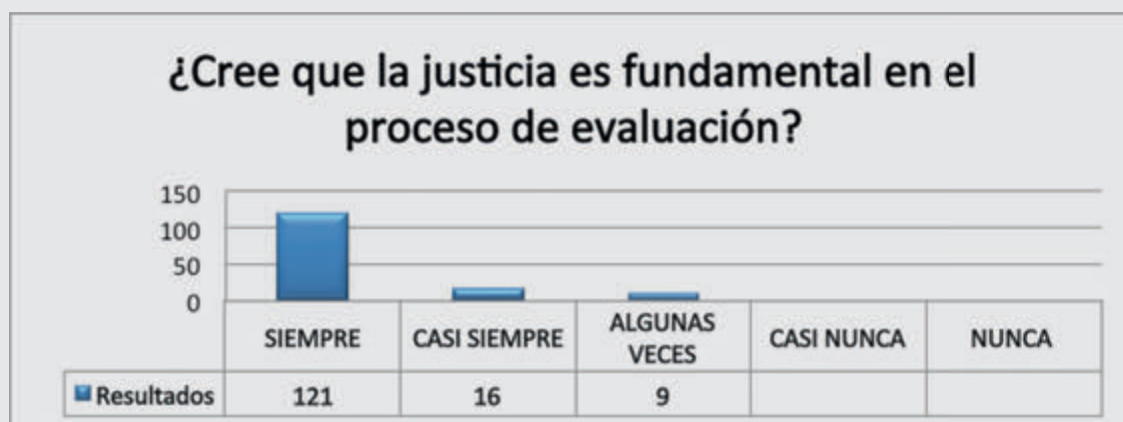 ¿Cree que la justicia es fundamental en el
proceso de evaluación?
150
100
50
0
SIEMPRE CASI SIEMPRE ALGUNAS VECES CASI NUNCA NUNCA
Resultados 121 16 9